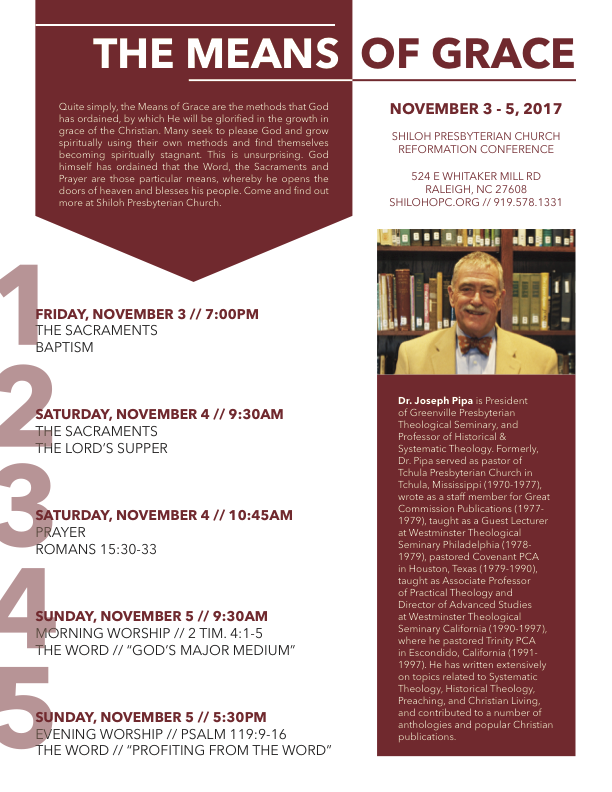 THE MEANS OF GRACE
Quite simply, the Means of Grace are the methods that God
has ordained, by which He will be glorified in the growth in
grace of the Christian. Many seek to please God and grow
spiritually using their own methods and find themselves
becoming spiritually stagnant. This is unsurprising. God
himself has ordained that the Word, the Sacraments and
Prayer are those particular means, whereby he opens the
doors of heaven and blesses his people. Come and find out
more at Shiloh Presbyterian Church.
NOVEMBER 3 - 5, 2017
SHILOH PRESBYTERIAN CHURCH
REFORMATION CONFERENCE
524 E WHITAKER MILL RD
RALEIGH, NC 27608
SHILOHOPC.ORG // 919.578.1331
1
FRIDAY, NOVEMBER 3 // 7:00PM
THE SACRAMENTS
BAPTISM
2
SATURDAY, NOVEMBER 4 // 9:30AM
THE SACRAMENTS
THE LORD'S SUPPER
3
SATURDAY, NOVEMBER 4 // 10:45AM
PRAYER
ROMANS 15:30-33
4
SUNDAY, NOVEMBER 5 // 9:30AM
MORNING WORSHIP // 2 TIM. 4:1-5
THE WORD // “GOD’S MAJOR MEDIUM”
5
SUNDAY, NOVEMBER 5 // 5:30PM
EVENING WORSHIP // PSALM 119:9-16
THE WORD // “PROFITING FROM THE WORD”
Dr. Joseph Pipa is President
of Greenville Presbyterian
Theological Seminary, and
Professor of Historical &
Systematic Theology. Formerly,
Dr. Pipa served as pastor of
Tchula Presbyterian Church in
Tchula, Mississippi (1970-1977),
wrote as a staff member for Great
Commission Publications (1977-
1979), taught as a Guest Lecturer
at Westminster Theological
Seminary Philadelphia (1978-
1979), pastored Covenant PCA
in Houston, Texas (1979-1990),
taught as Associate Professor
of Practical Theology and
Director of Advanced Studies
at Westminster Theological
Seminary California (1990-1997),
where he pastored Trinity PCA
in Escondido, California (1991-
1997). He has written extensively
on topics related to Systematic
Theology, Historical Theology,
Preaching, and Christian Living,
and contributed to a number of
anthologies and popular Christian
publications.